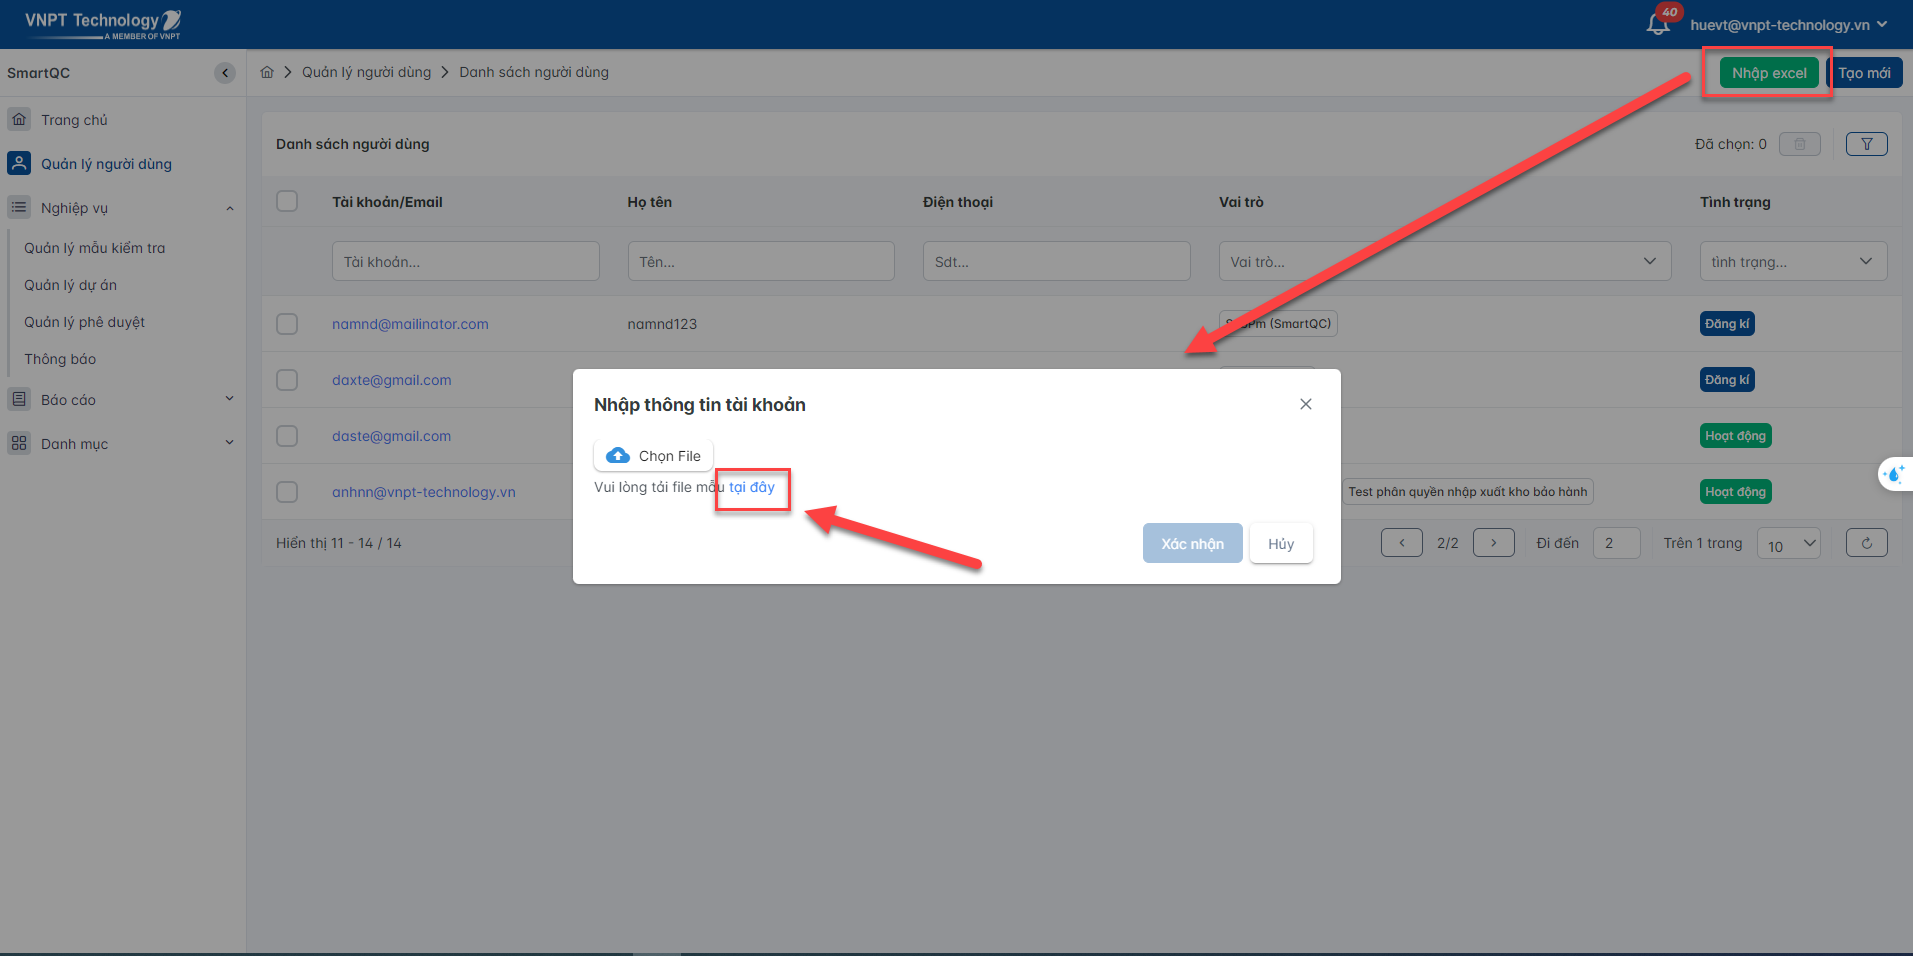 VNPT Technology
A MEMBER OF VNPT
40
huevt@vnpt-technology.vn
SmartQC
Quản lý người dùng
Danh sách người dùng
Nhập excel
Tạo mới
Trang chủ
Quản lý người dùng
Nghiệp vụ
Quản lý mẫu kiểm tra
Quản lý dự án
Quản lý phê duyệt
Thông báo
Báo cáo
Danh mục
Danh sách người dùng
Đã chọn: 0
Tài khoản/Email
Họ tên
Điện thoại
Vai trò
Tình trạng
Tài khoản...
Tên...
Sdt...
Vai trò...
tình trạng...
namnd@mailinator.com
namnd123
(SmartQC)
Đăng kí
daxte@gmail.com
Đăng kí
daste@gmail.com
Hoạt động
anhnn@vnpt-technology.vn
Test phân quyền nhập xuất kho bảo hành
Hoạt động
Nhập thông tin tài khoản
Chọn File
Vui lòng tải file mẫu tại đây
Xác nhận
Hủy
Hiển thị 11 - 14 / 14
2/2
Đi đến
2
Trên 1 trang
10